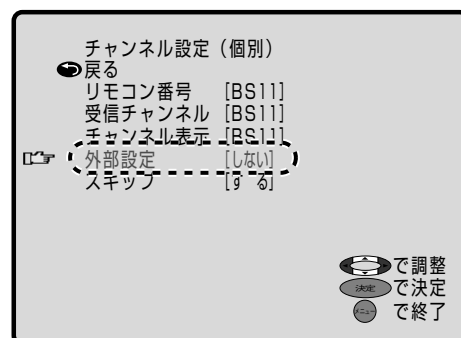 チャンネル設定（個別）
戻る
リモコン番号 [BS11]
受信チャンネル [BS11]
チャンネル表示 [BS11]
外部設定 [しない]
スキップ [する]
で調整
決定 で決定
メニュー で終了